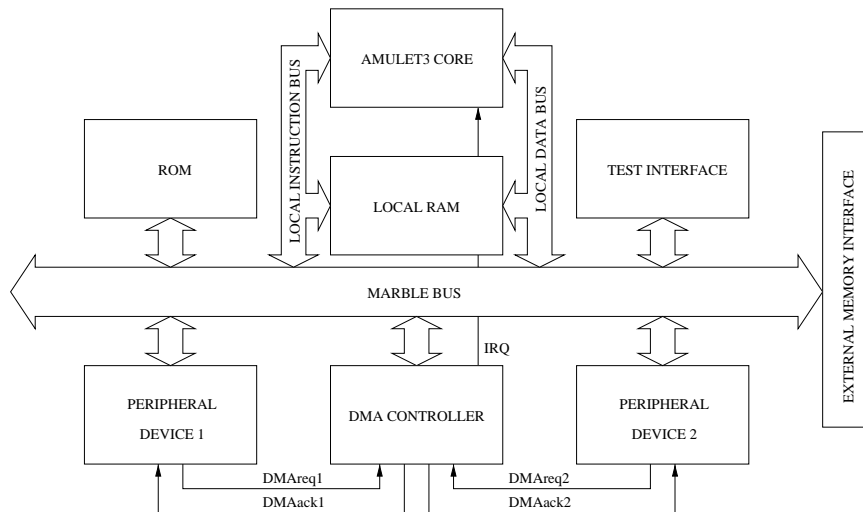 AMULET3 CORE
LOCAL INSTRUCTION BUS
LOCAL DATA BUS
ROM
LOCAL RAM
TEST INTERFACE
EXTERNAL MEMORY INTERFACE
MARBLE BUS
IRQ
PERIPHERAL
DEVICE 1
DMA CONTROLLER
PERIPHERAL
DEVICE 2
DMAreq1
DMAack1
DMAreq2
DMAack2